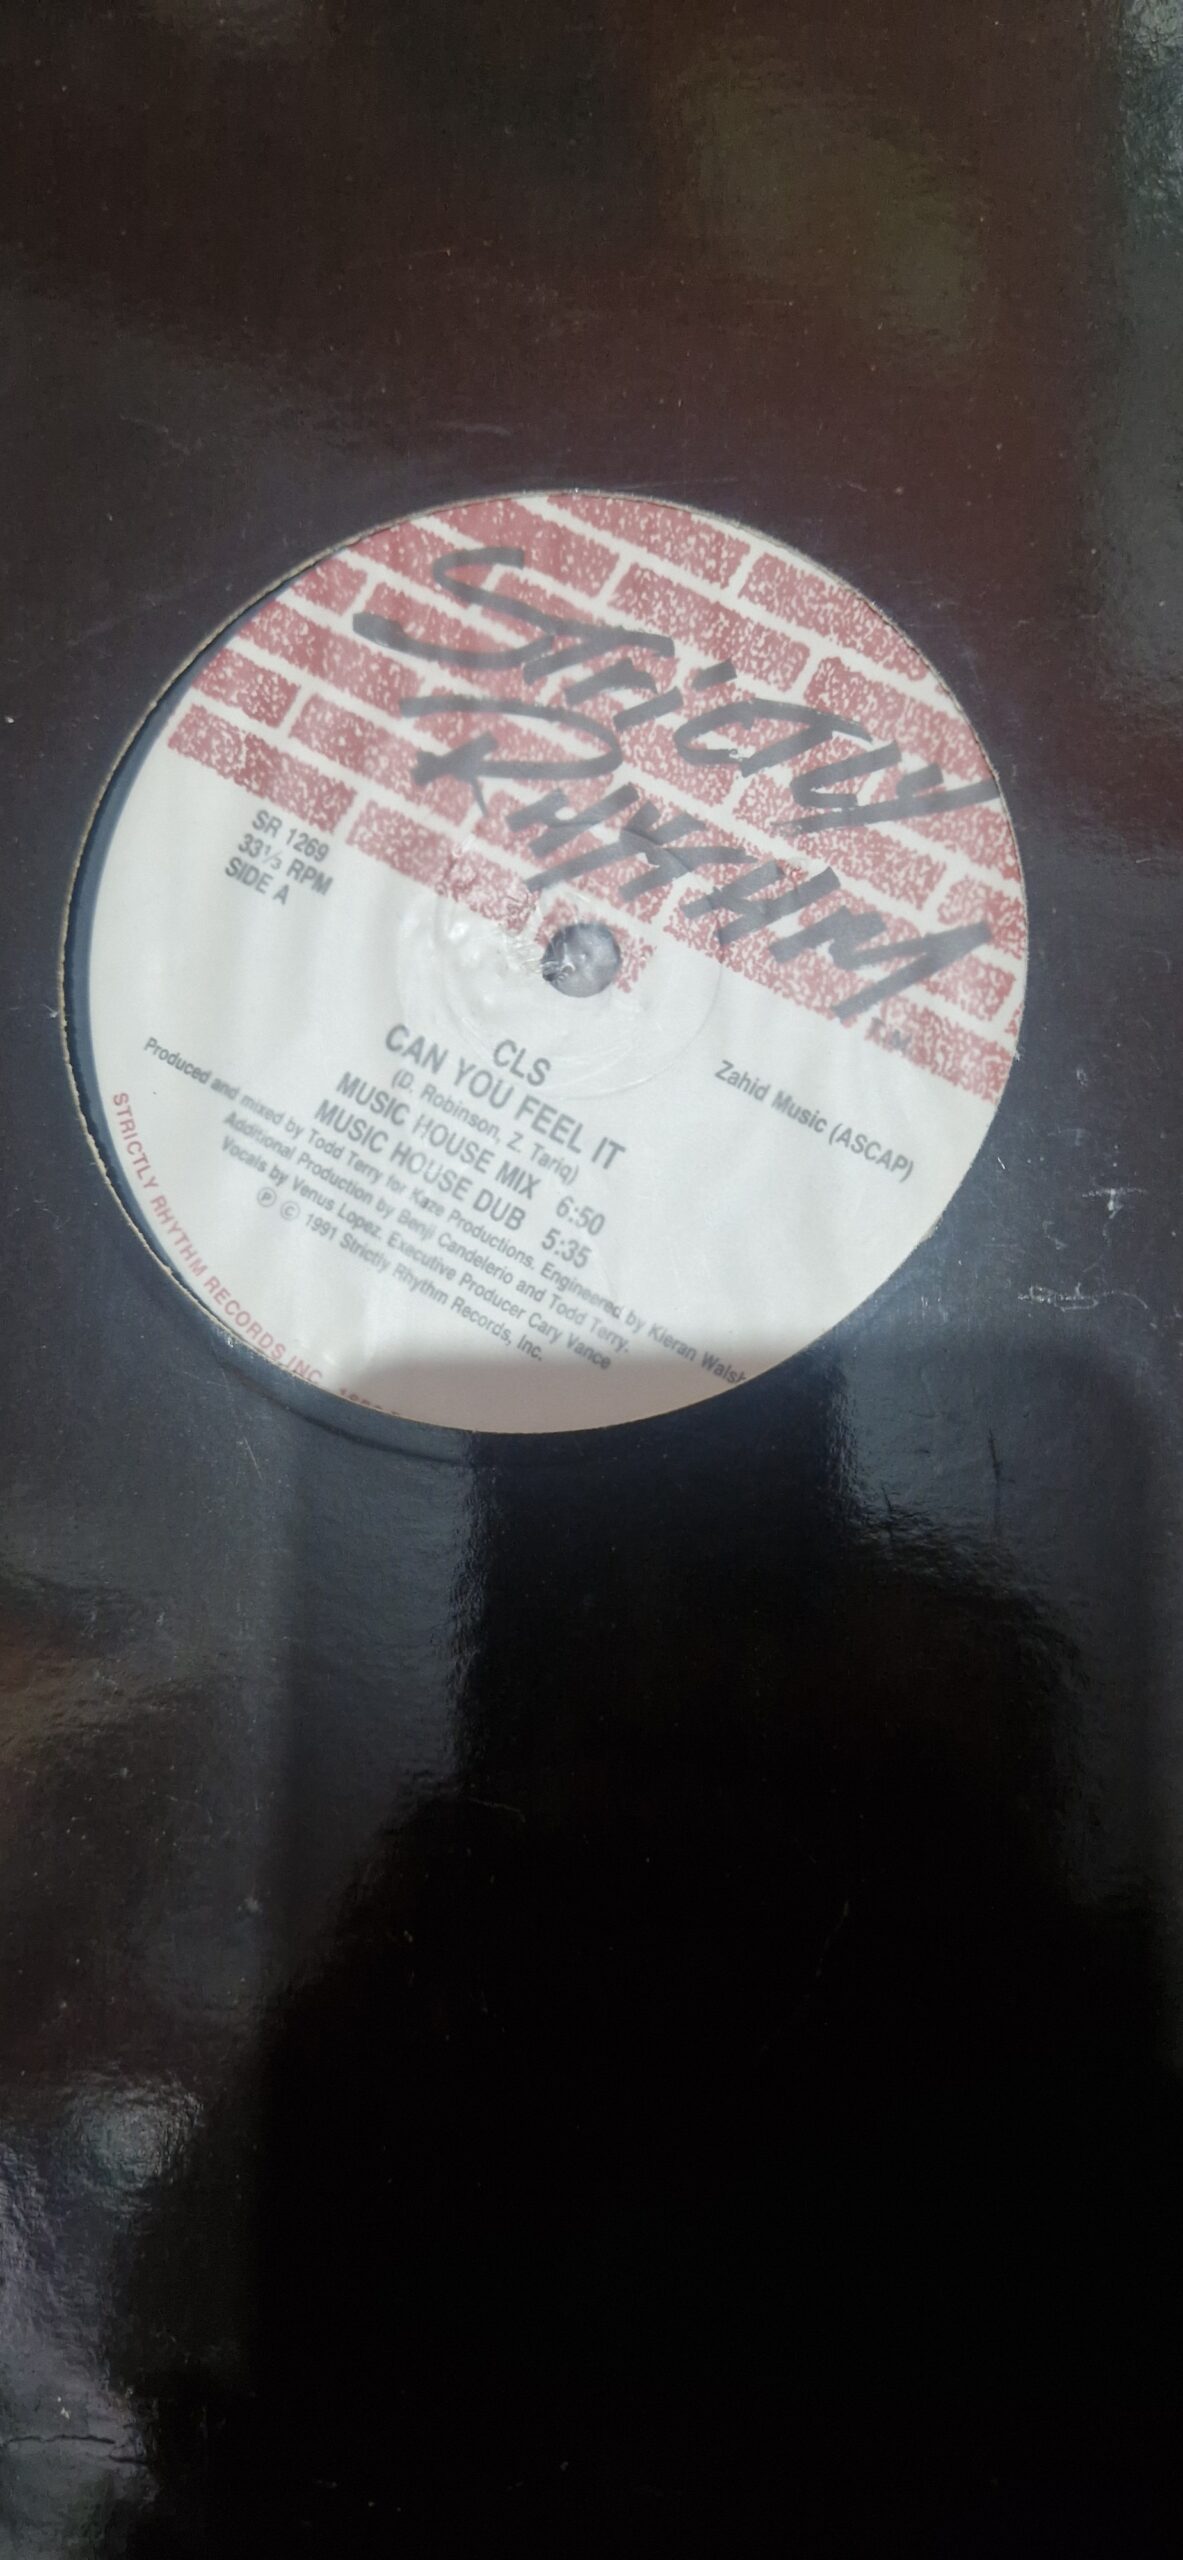 Strictly
Rhythm
T.M.
SR 1269
33⅓ RPM
SIDE A
Zahid Music (ASCAP)
CLS
CAN YOU FEEL IT
(D. Robinson, Z. Tariq)
MUSIC HOUSE MIX 6:50
MUSIC HOUSE DUB 5:35
Produced and mixed by Todd Terry for Kaze Productions. Engineered by Kieran Walsh
Additional Production by Benji Candelerio and Todd Terry.
Vocals by Venus Lopez. Executive Producer Cary Vance
℗ © 1991 Strictly Rhythm Records, Inc.
STRICTLY RHYTHM RECORDS, INC.